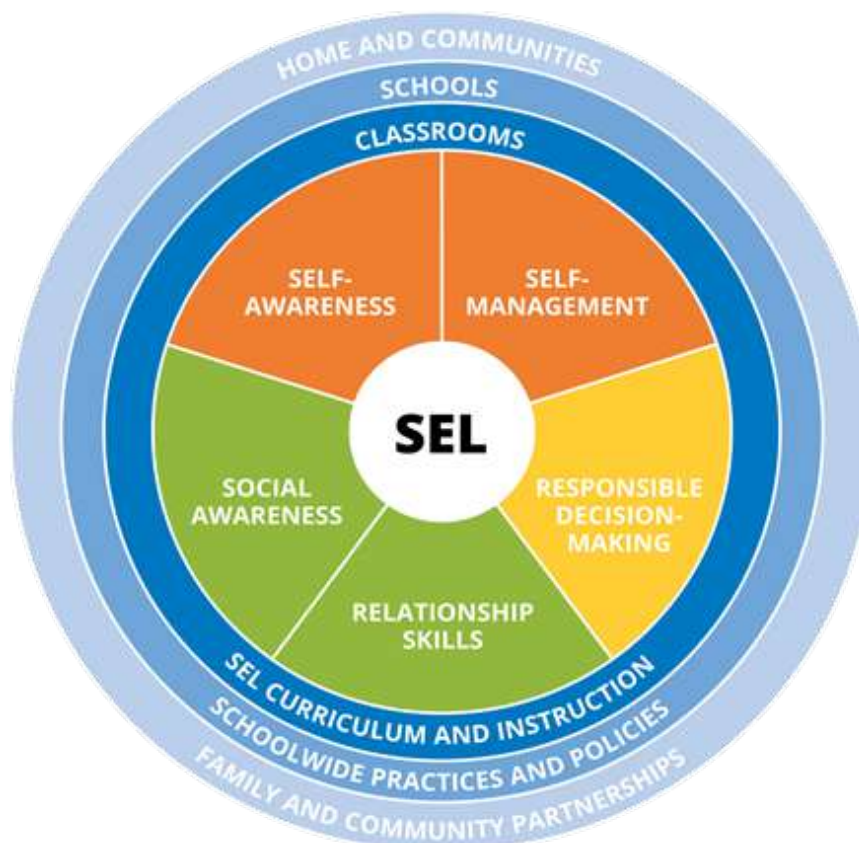 HOME AND COMMUNITIES
SCHOOLS
CLASSROOMS
SELF-
AWARENESS
SELF-
MANAGEMENT
SEL
SOCIAL
AWARENESS
RESPONSIBLE
DECISION-
MAKING
RELATIONSHIP
SKILLS
SEL CURRICULUM AND INSTRUCTION
SCHOOLWIDE PRACTICES AND POLICIES
FAMILY AND COMMUNITY PARTNERSHIPS